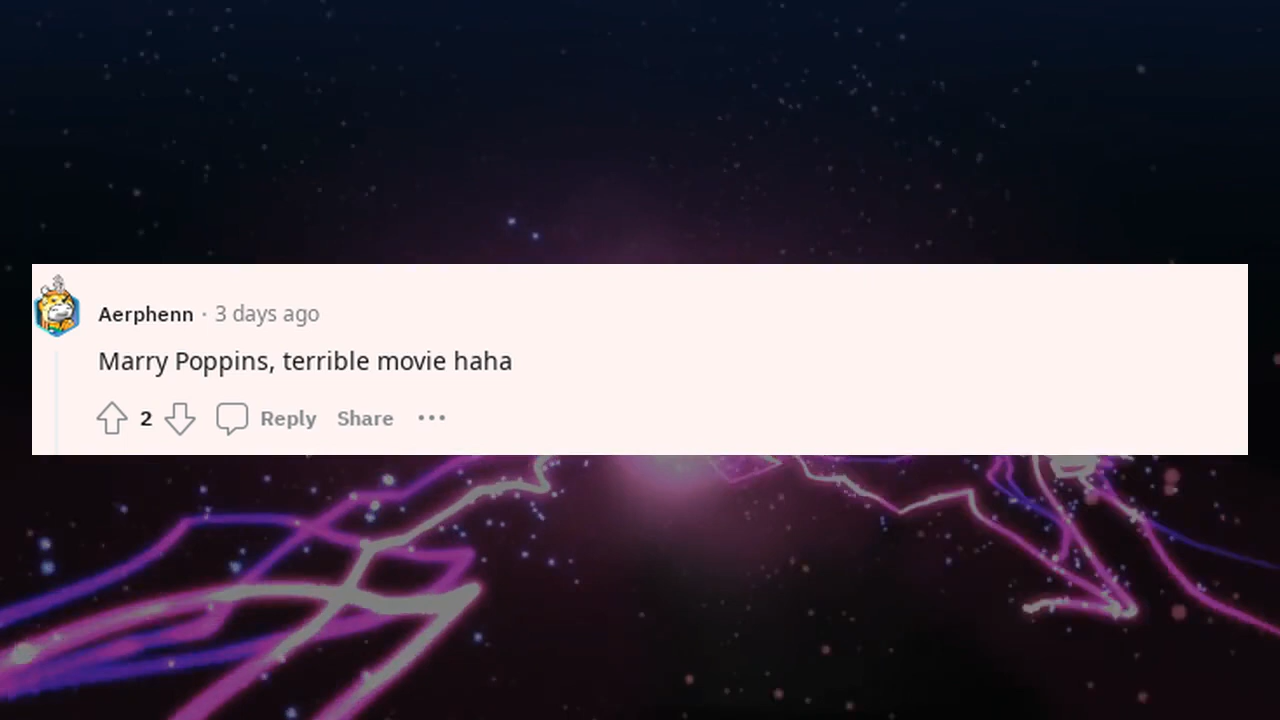 Aerphenn · 3 days ago
Marry Poppins, terrible movie haha
2 Reply Share ···